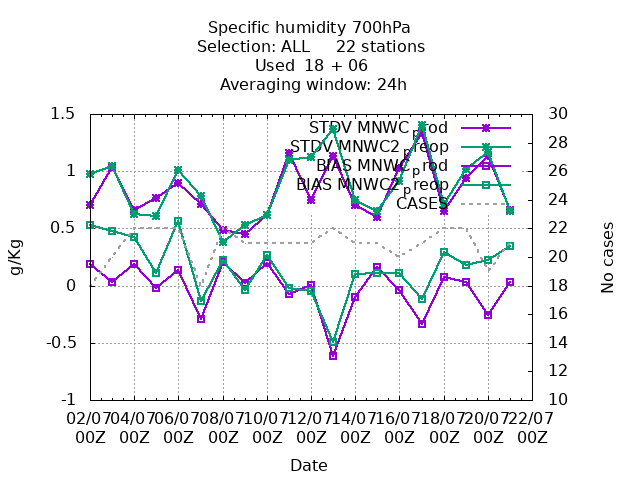 Specific humidity 700hPa
Selection: ALL 22 stations
Used 18 + 06
Averaging window: 24h
1.5
1
0.5
0
-0.5
-1
g/Kg
30
28
26
24
22
20
18
16
14
12
10
No cases
STDV MNWC_prod
STDV MNWC2_preop
BIAS MNWC_prod
BIAS MNWC2_preop
CASES
02/07 04/07 06/07 08/07 10/07 12/07 14/07 16/07 18/07 20/07 22/07
00Z 00Z 00Z 00Z 00Z 00Z 00Z 00Z 00Z 00Z 00Z
Date